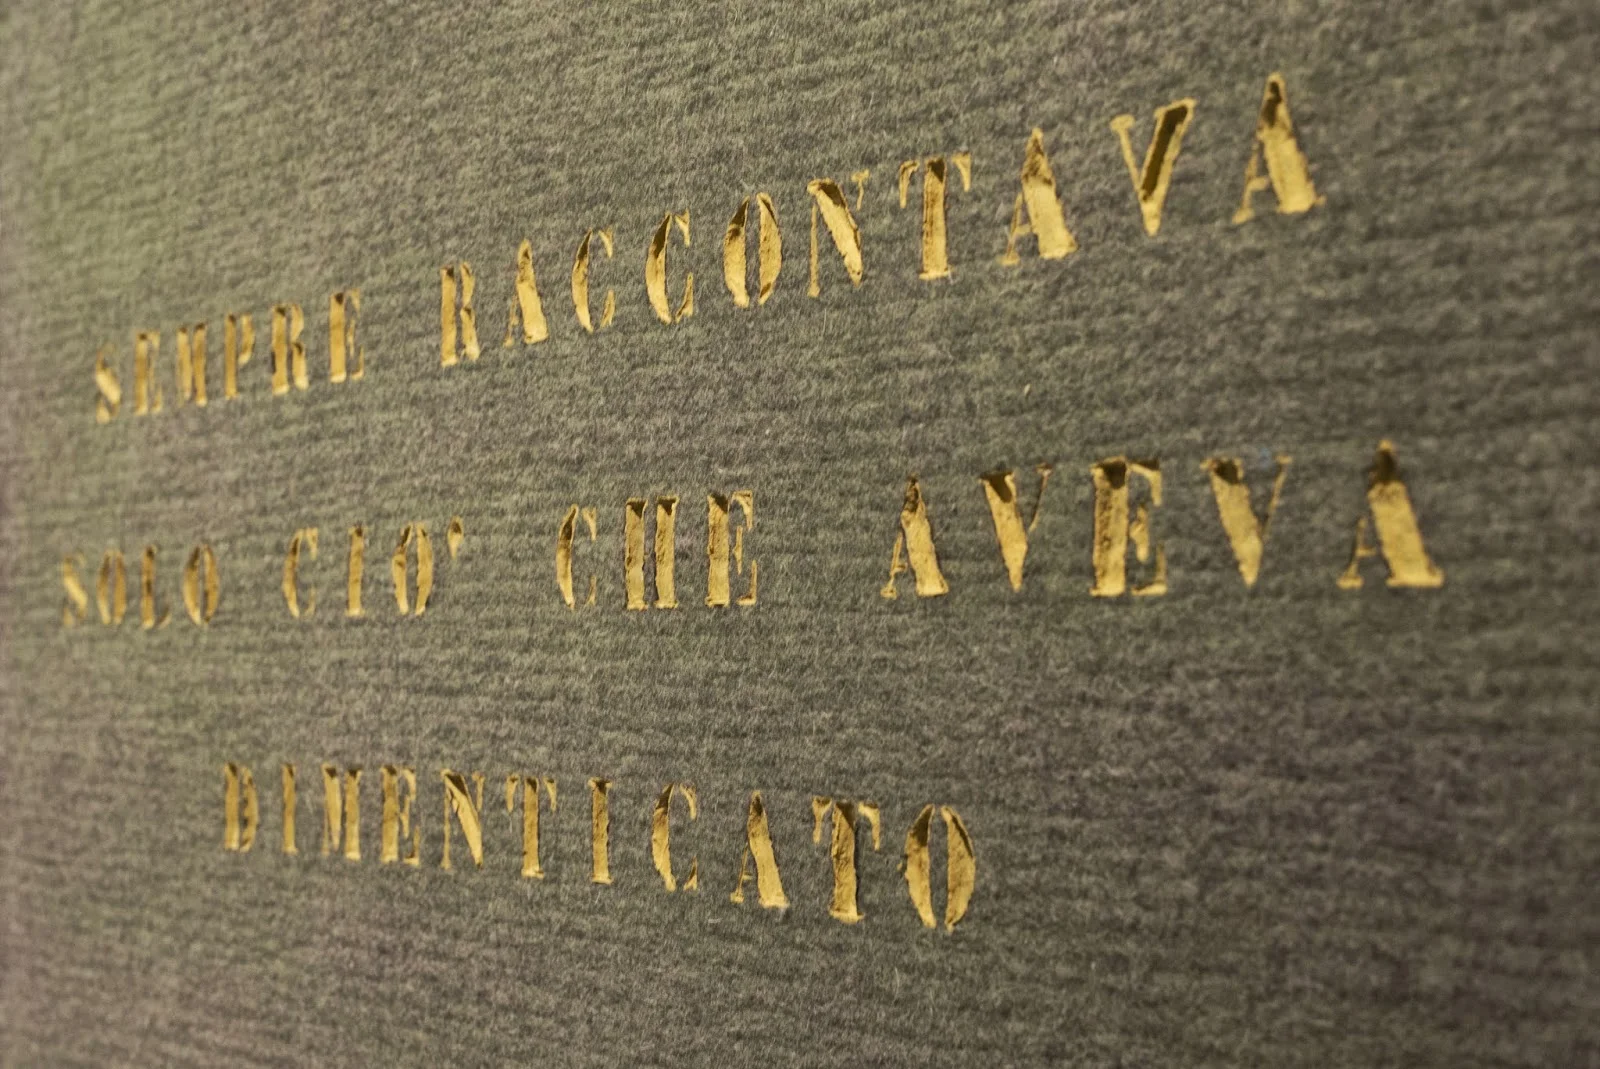 SEMPRE RACCONTAVA
SOLO CIO' CHE AVEVA
DIMENTICATO